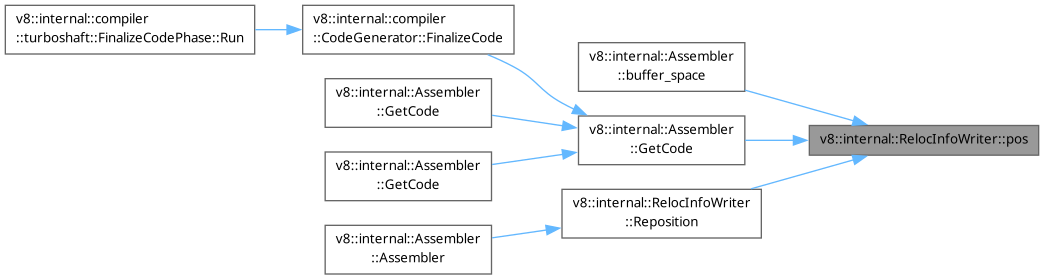 v8::internal::compiler
::turboshaft::FinalizeCodePhase::Run
v8::internal::compiler
::CodeGenerator::FinalizeCode
v8::internal::Assembler
::GetCode
v8::internal::Assembler
::GetCode
v8::internal::Assembler
::Assembler
v8::internal::Assembler
::buffer_space
v8::internal::Assembler
::GetCode
v8::internal::RelocInfoWriter
::Reposition
v8::internal::RelocInfoWriter::pos